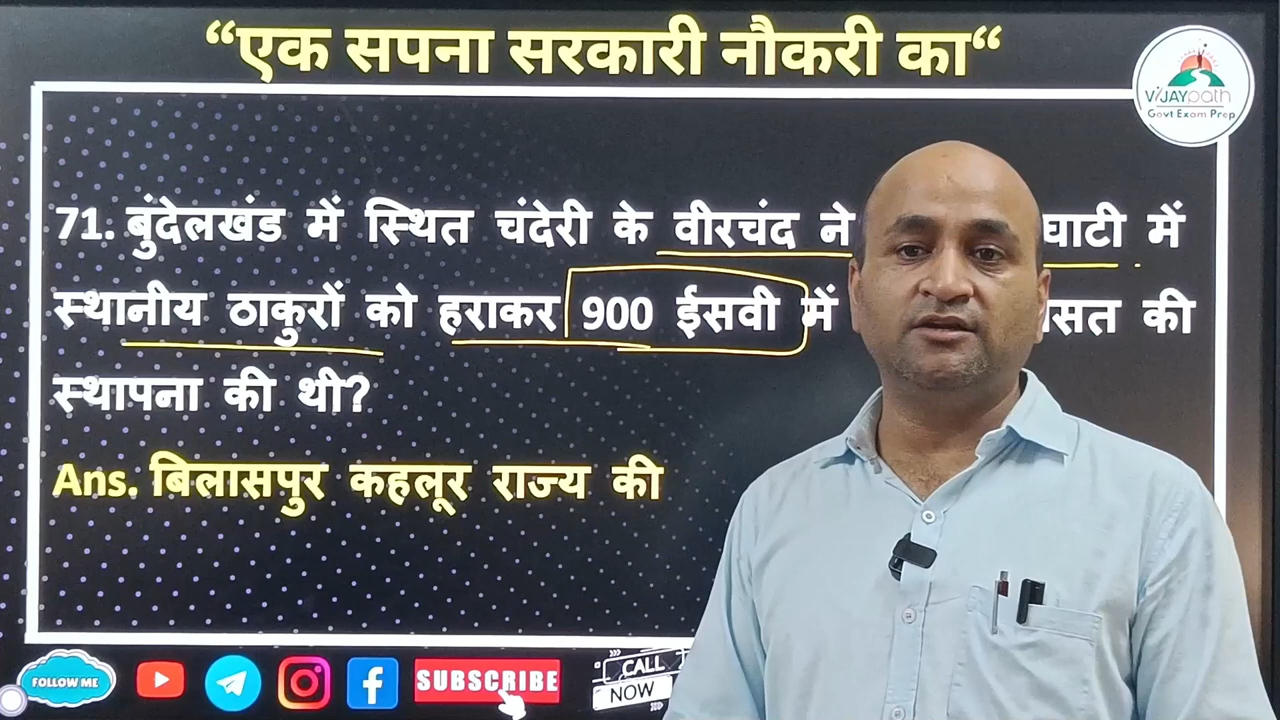 “एक सपना सरकारी नौकरी का“
VIJAYpath
Govt Exam Prep
71. बुंदेलखंड में स्थित चंदेरी के वीरचंद ने घाटी में
स्थानीय ठाकुरों को हराकर 900 ईसवी में की
स्थापना की थी?
Ans. बिलासपुर कहलूर राज्य की
FOLLOW ME
SUBSCRIBE
CALL
NOW